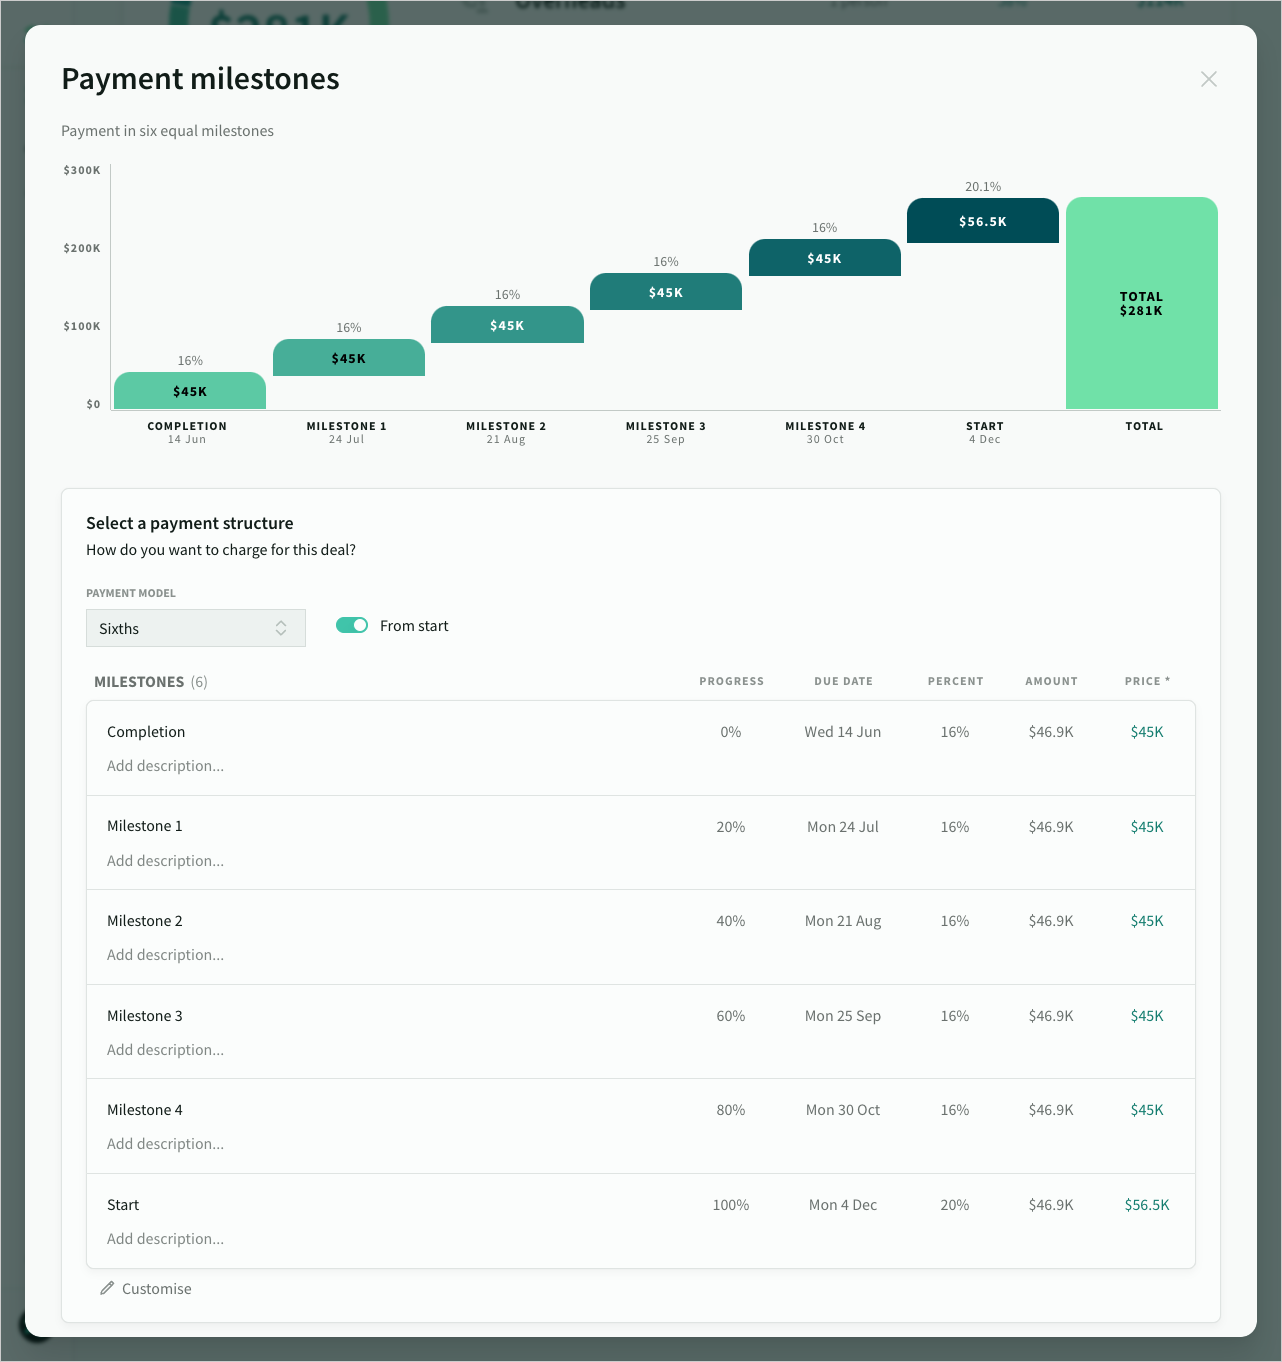 Payment milestones
Payment in six equal milestones
$300K
$200K
$100K
$0
16%
$45K
16%
$45K
16%
$45K
16%
$45K
16%
$45K
20.1%
$56.5K
TOTAL
$281K
COMPLETION
14 Jun
MILESTONE 1
24 Jul
MILESTONE 2
21 Aug
MILESTONE 3
25 Sep
MILESTONE 4
30 Oct
START
4 Dec
TOTAL
Select a payment structure
How do you want to charge for this deal?
PAYMENT MODEL
Sixths
From start
MILESTONES (6) PROGRESS DUE DATE PERCENT AMOUNT PRICE *
Completion 0% Wed 14 Jun 16% $46.9K $45K
Add description...
Milestone 1 20% Mon 24 Jul 16% $46.9K $45K
Add description...
Milestone 2 40% Mon 21 Aug 16% $46.9K $45K
Add description...
Milestone 3 60% Mon 25 Sep 16% $46.9K $45K
Add description...
Milestone 4 80% Mon 30 Oct 16% $46.9K $45K
Add description...
Start 100% Mon 4 Dec 20% $46.9K $56.5K
Add description...
Customise